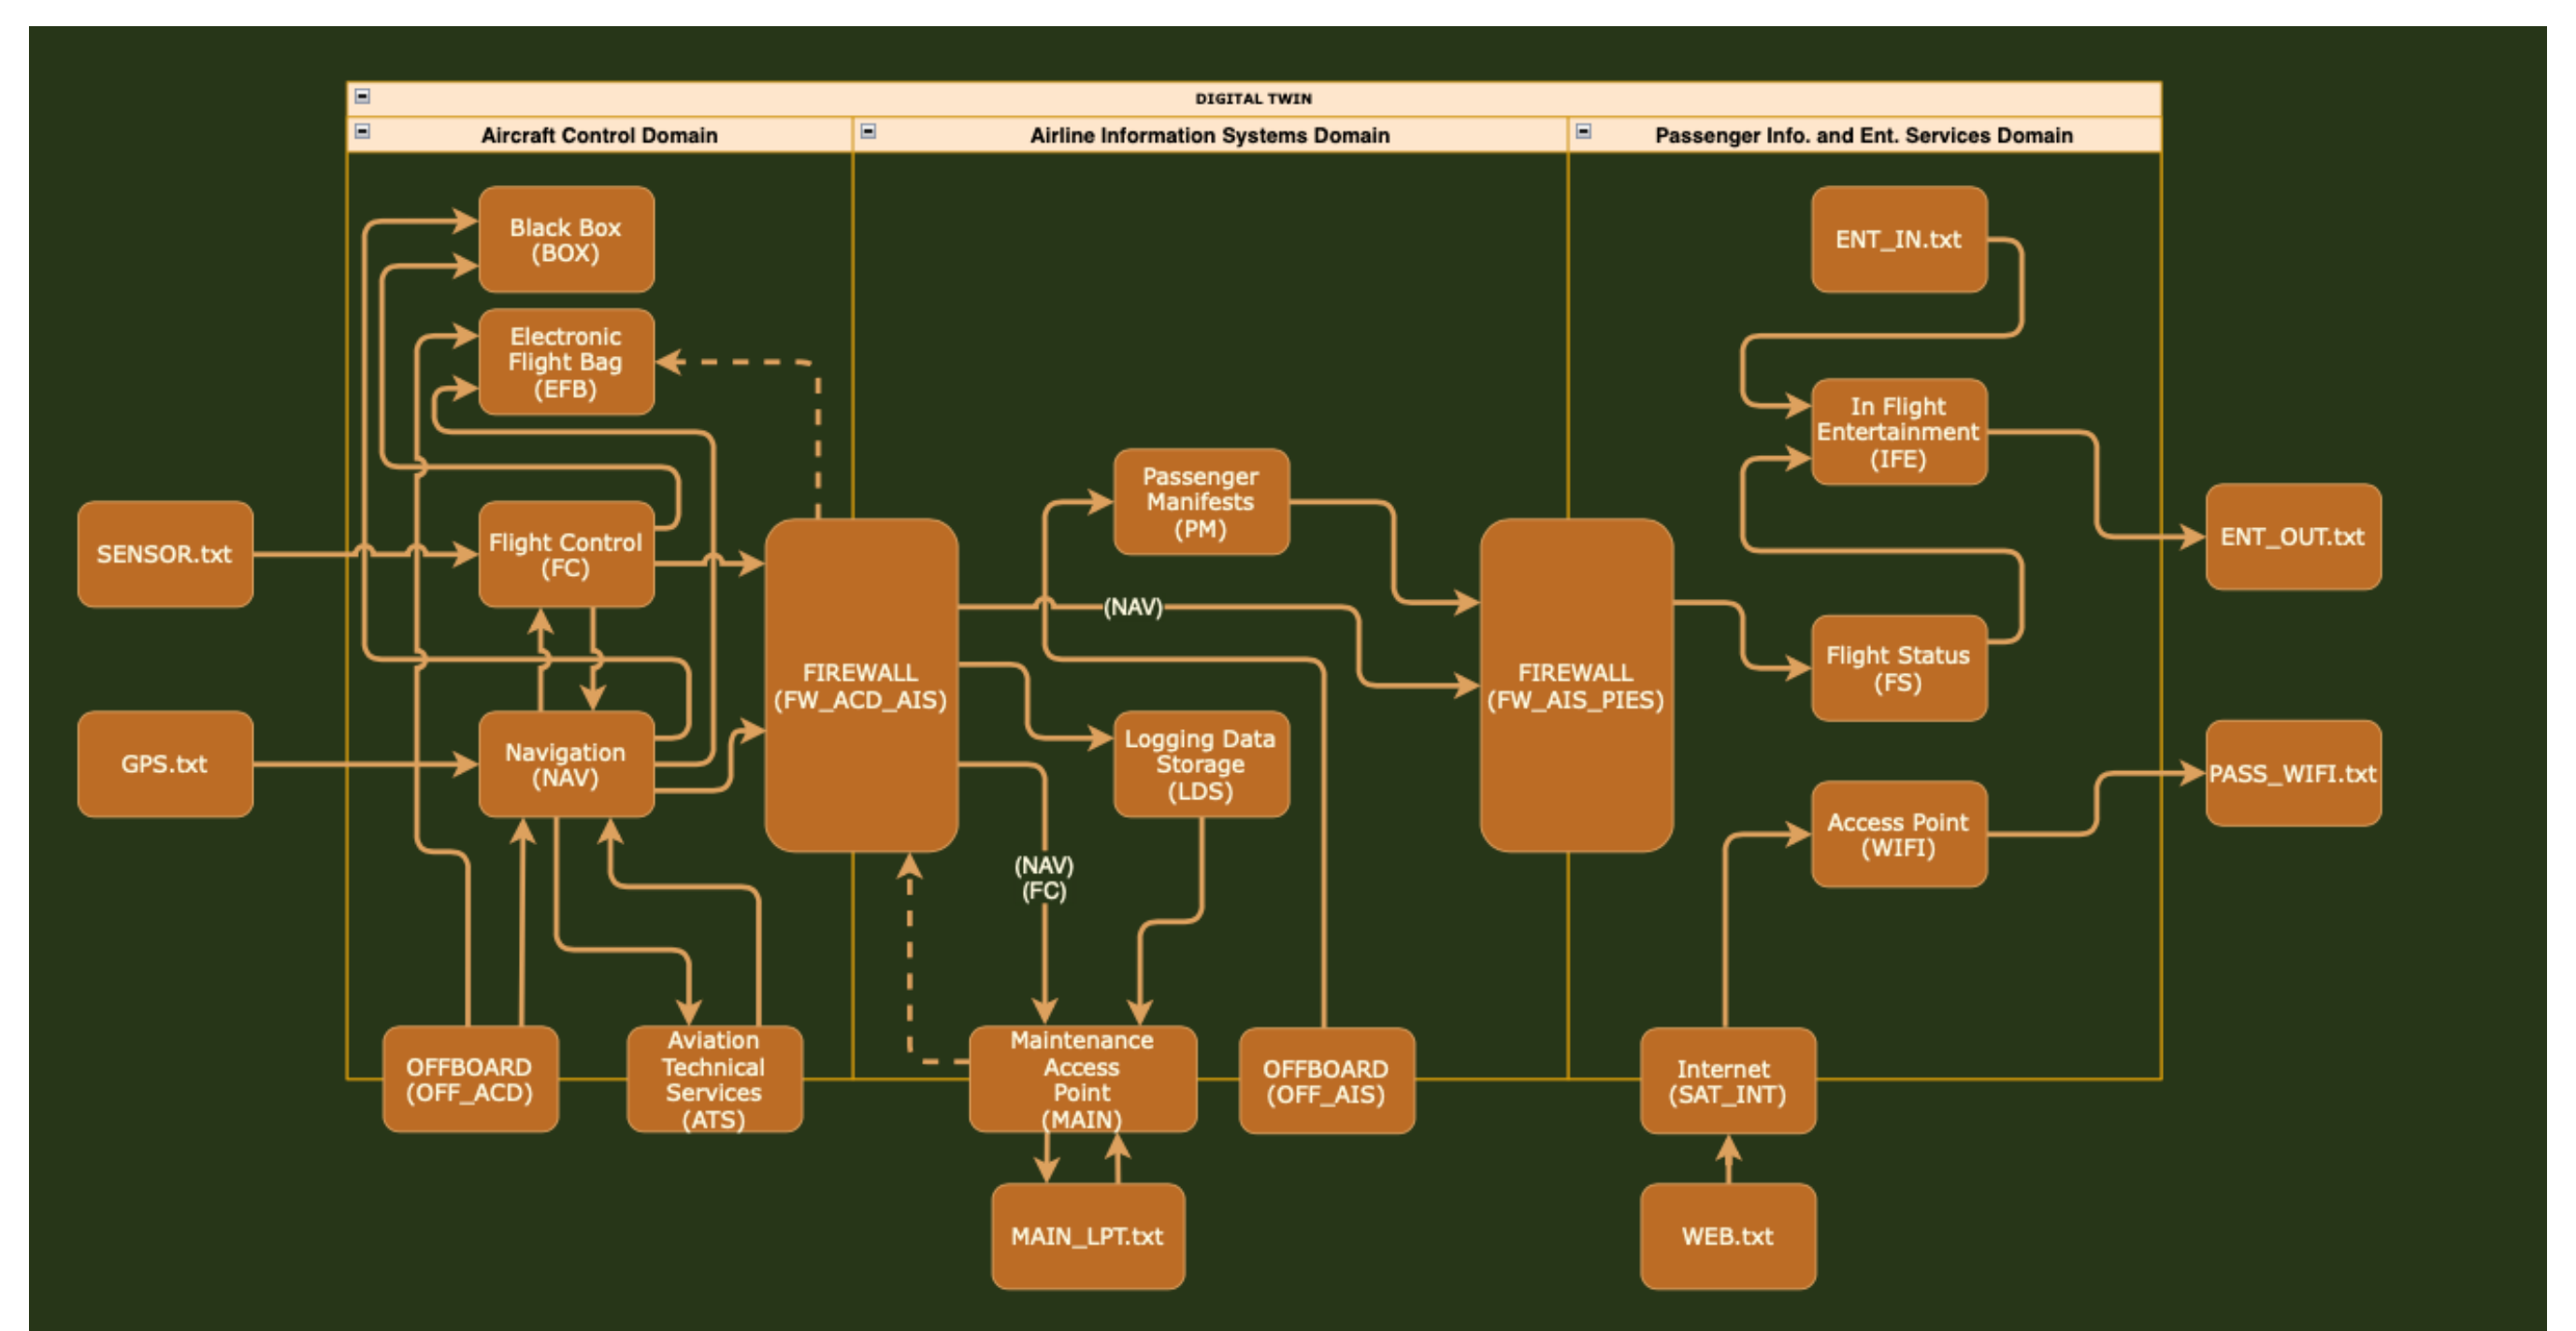 DIGITAL TWIN
Aircraft Control Domain
Airline Information Systems Domain
Passenger Info. and Ent. Services Domain
Black Box
(BOX)
Electronic
Flight Bag
(EFB)
SENSOR.txt
Flight Control
(FC)
GPS.txt
Navigation
(NAV)
OFFBOARD
(OFF_ACD)
Aviation
Technical
Services
(ATS)
FIREWALL
(FW_ACD_AIS)
Passenger
Manifests
(PM)
(NAV)
Logging Data
Storage
(LDS)
(NAV)
(FC)
Maintenance
Access
Point
(MAIN)
OFFBOARD
(OFF_AIS)
MAIN_LPT.txt
FIREWALL
(FW_AIS_PIES)
ENT_IN.txt
In Flight
Entertainment
(IFE)
ENT_OUT.txt
Flight Status
(FS)
Access Point
(WIFI)
PASS_WIFI.txt
Internet
(SAT_INT)
WEB.txt